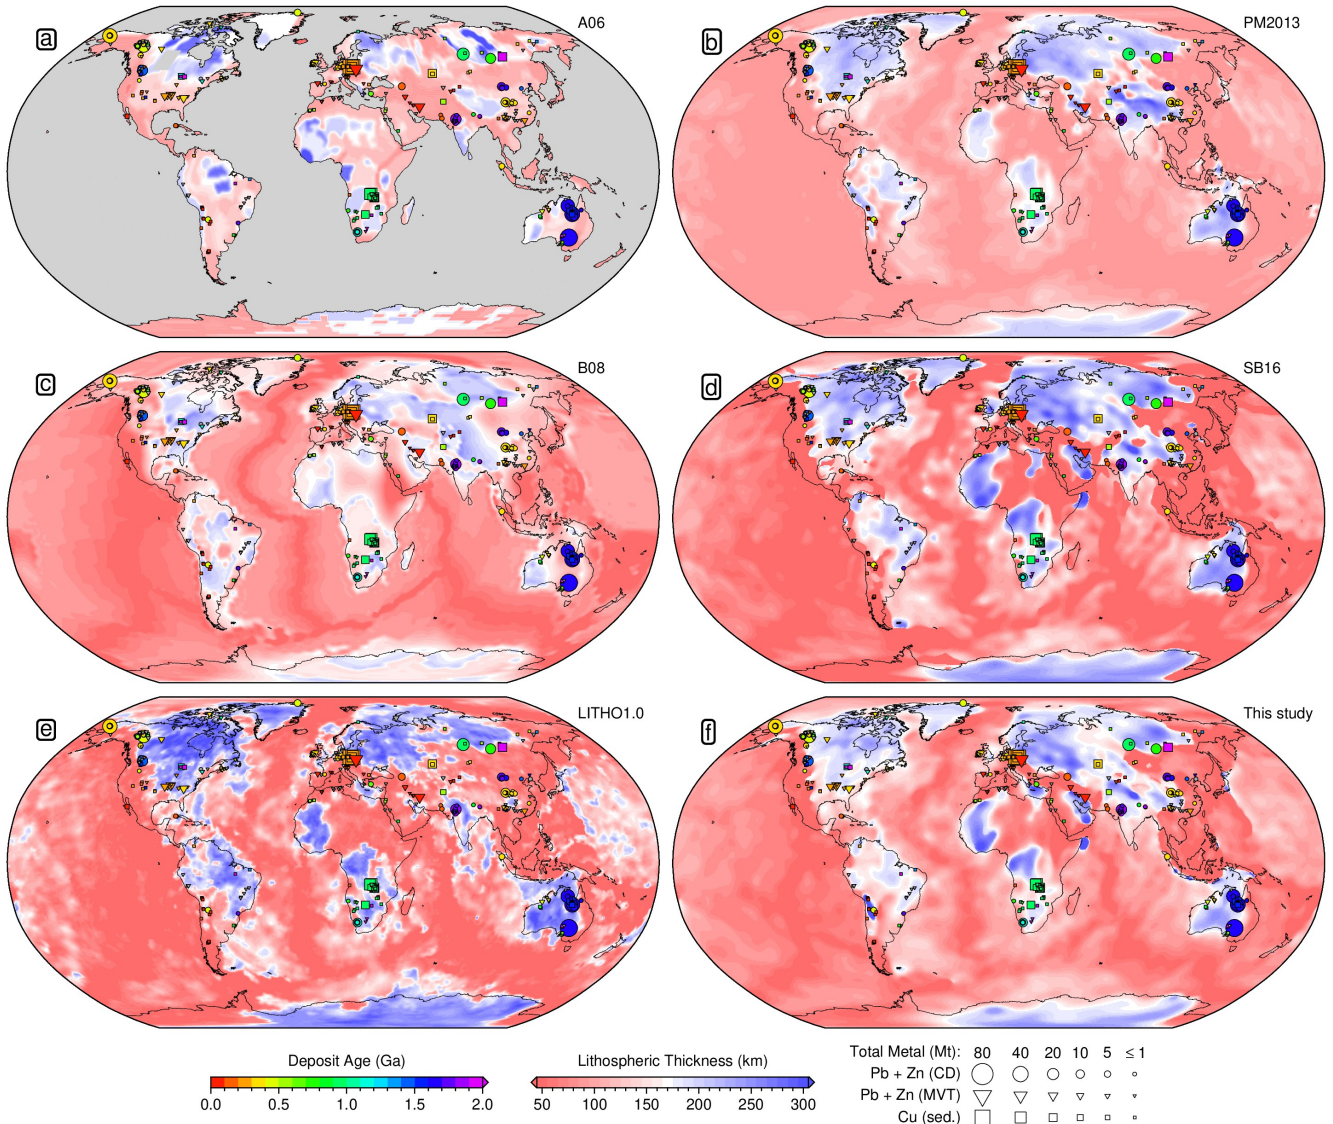 a
A06
b
PM2013
c
B08
d
SB16
e
LITHO1.0
f
This study
Deposit Age (Ga)
0.0 0.5 1.0 1.5 2.0
Lithospheric Thickness (km)
50 100 150 200 250 300
Total Metal (Mt): 80 40 20 10 5 ≤ 1
Pb + Zn (CD)
Pb + Zn (MVT)
Cu (sed.)